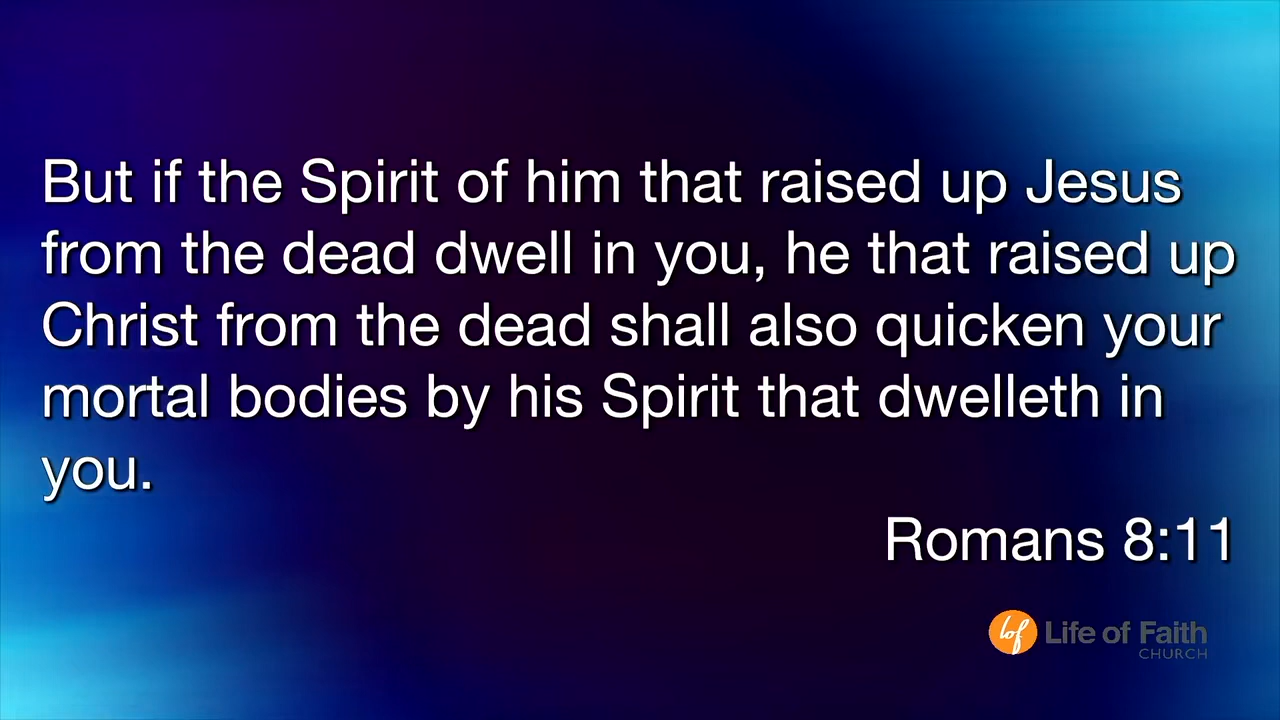 But if the Spirit of him that raised up Jesus
from the dead dwell in you, he that raised up
Christ from the dead shall also quicken your
mortal bodies by his Spirit that dwelleth in
you.
Romans 8:11
lof Life of Faith
CHURCH